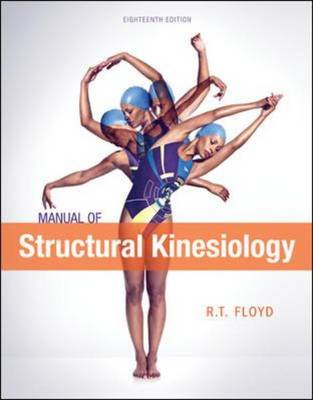 EIGHTEENTH EDITION
MANUAL OF
Structural Kinesiology
R.T. FLOYD